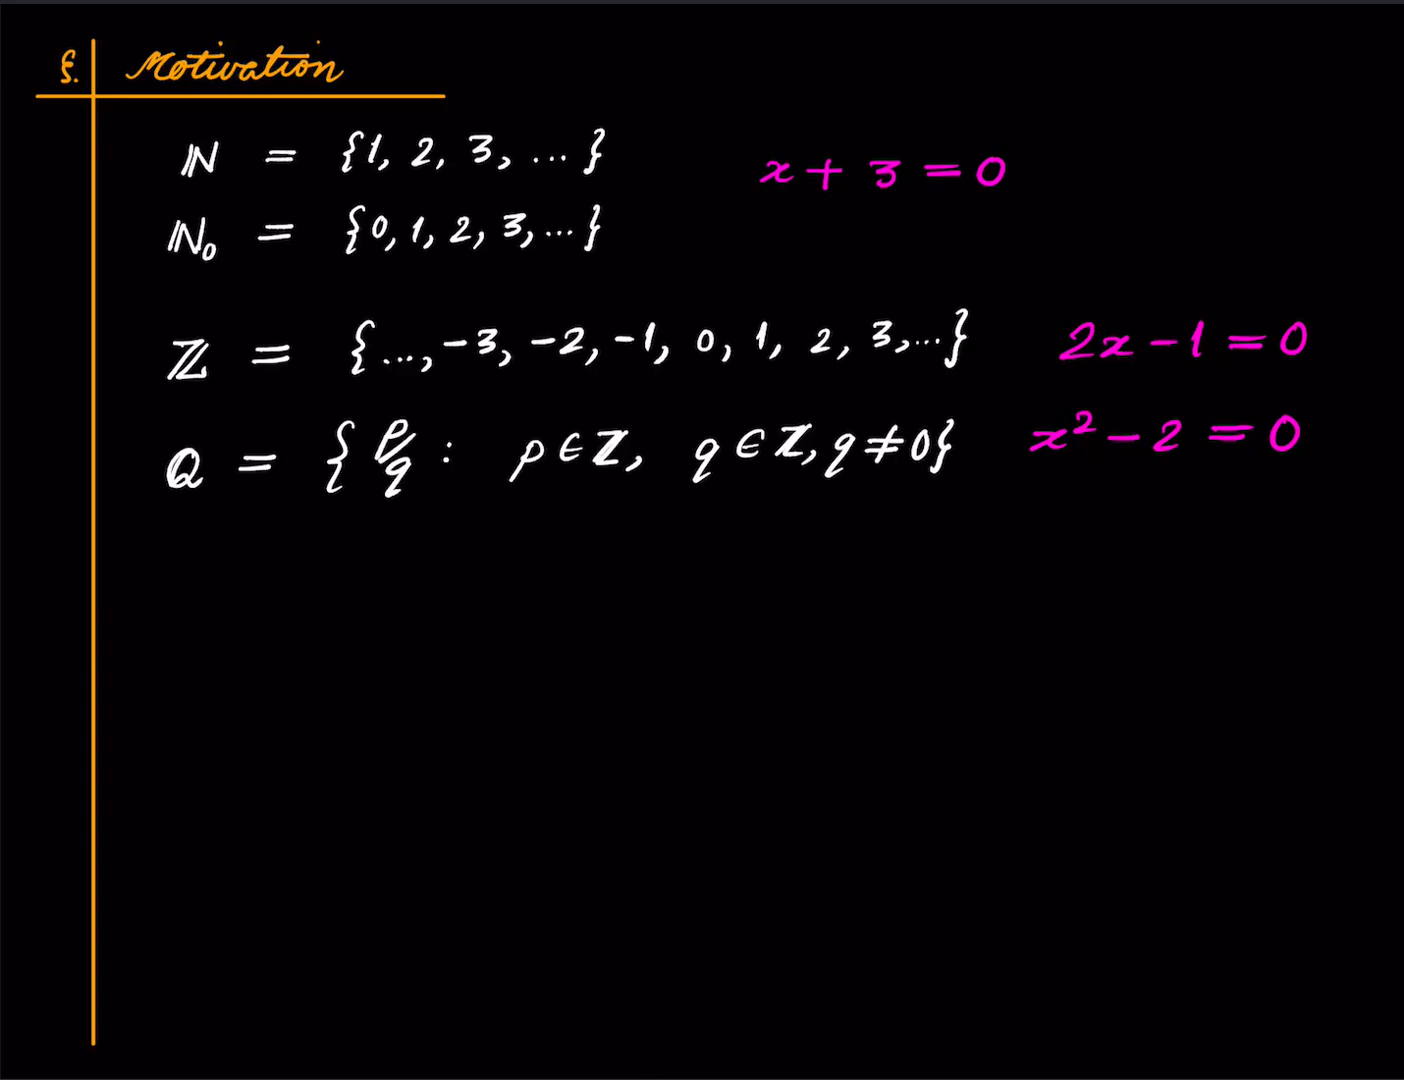 §. Motivation
ℕ = {1, 2, 3, ... } x + 3 = 0
ℕ₀ = {0, 1, 2, 3, ... }
ℤ = {..., -3, -2, -1, 0, 1, 2, 3, ... } 2x - 1 = 0
Q = { p/q : p ∈ ℤ, q ∈ ℤ, q ≠ 0} x² - 2 = 0